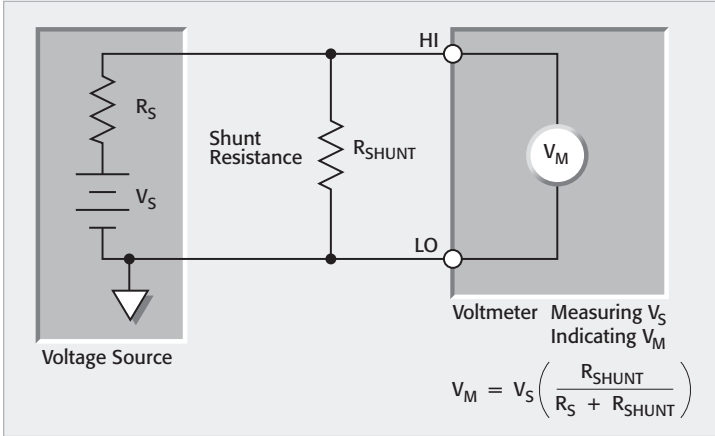 HI
R_S
Shunt
Resistance
R_SHUNT
V_M
V_S
LO
Voltmeter Measuring V_S
Indicating V_M
Voltage Source
V_M = V_S ( R_SHUNT / R_S + R_SHUNT )